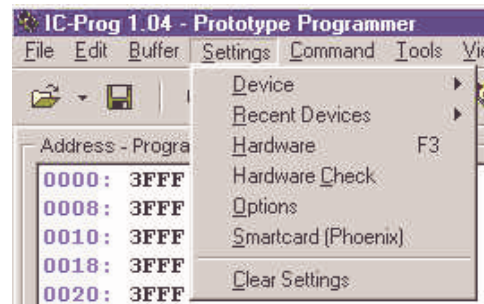 IC-Prog 1.04 - Prototype Programmer
File Edit Buffer Settings Command Tools
Device
Recent Devices
Address - Progra
Hardware F3
0000: 3FFF
Hardware Check
0008: 3FFF
Options
0010: 3FFF
Smartcard (Phoenix)
0018: 3FFF
Clear Settings
0020: 3FFF